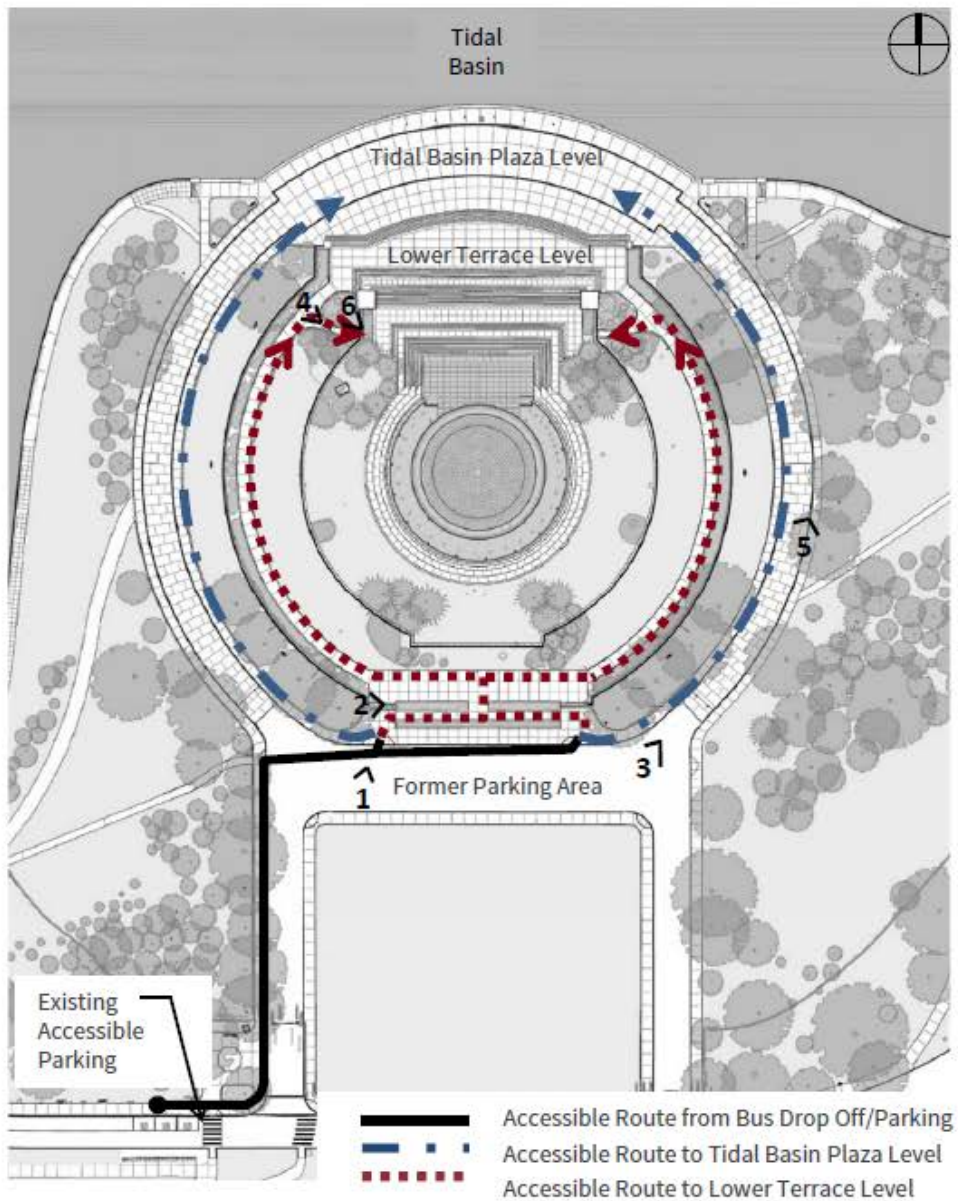 Tidal
Basin
Tidal Basin Plaza Level
Lower Terrace Level
4
6
5
2
3
1
Former Parking Area
Existing
Accessible
Parking
Accessible Route from Bus Drop Off/Parking
Accessible Route to Tidal Basin Plaza Level
Accessible Route to Lower Terrace Level